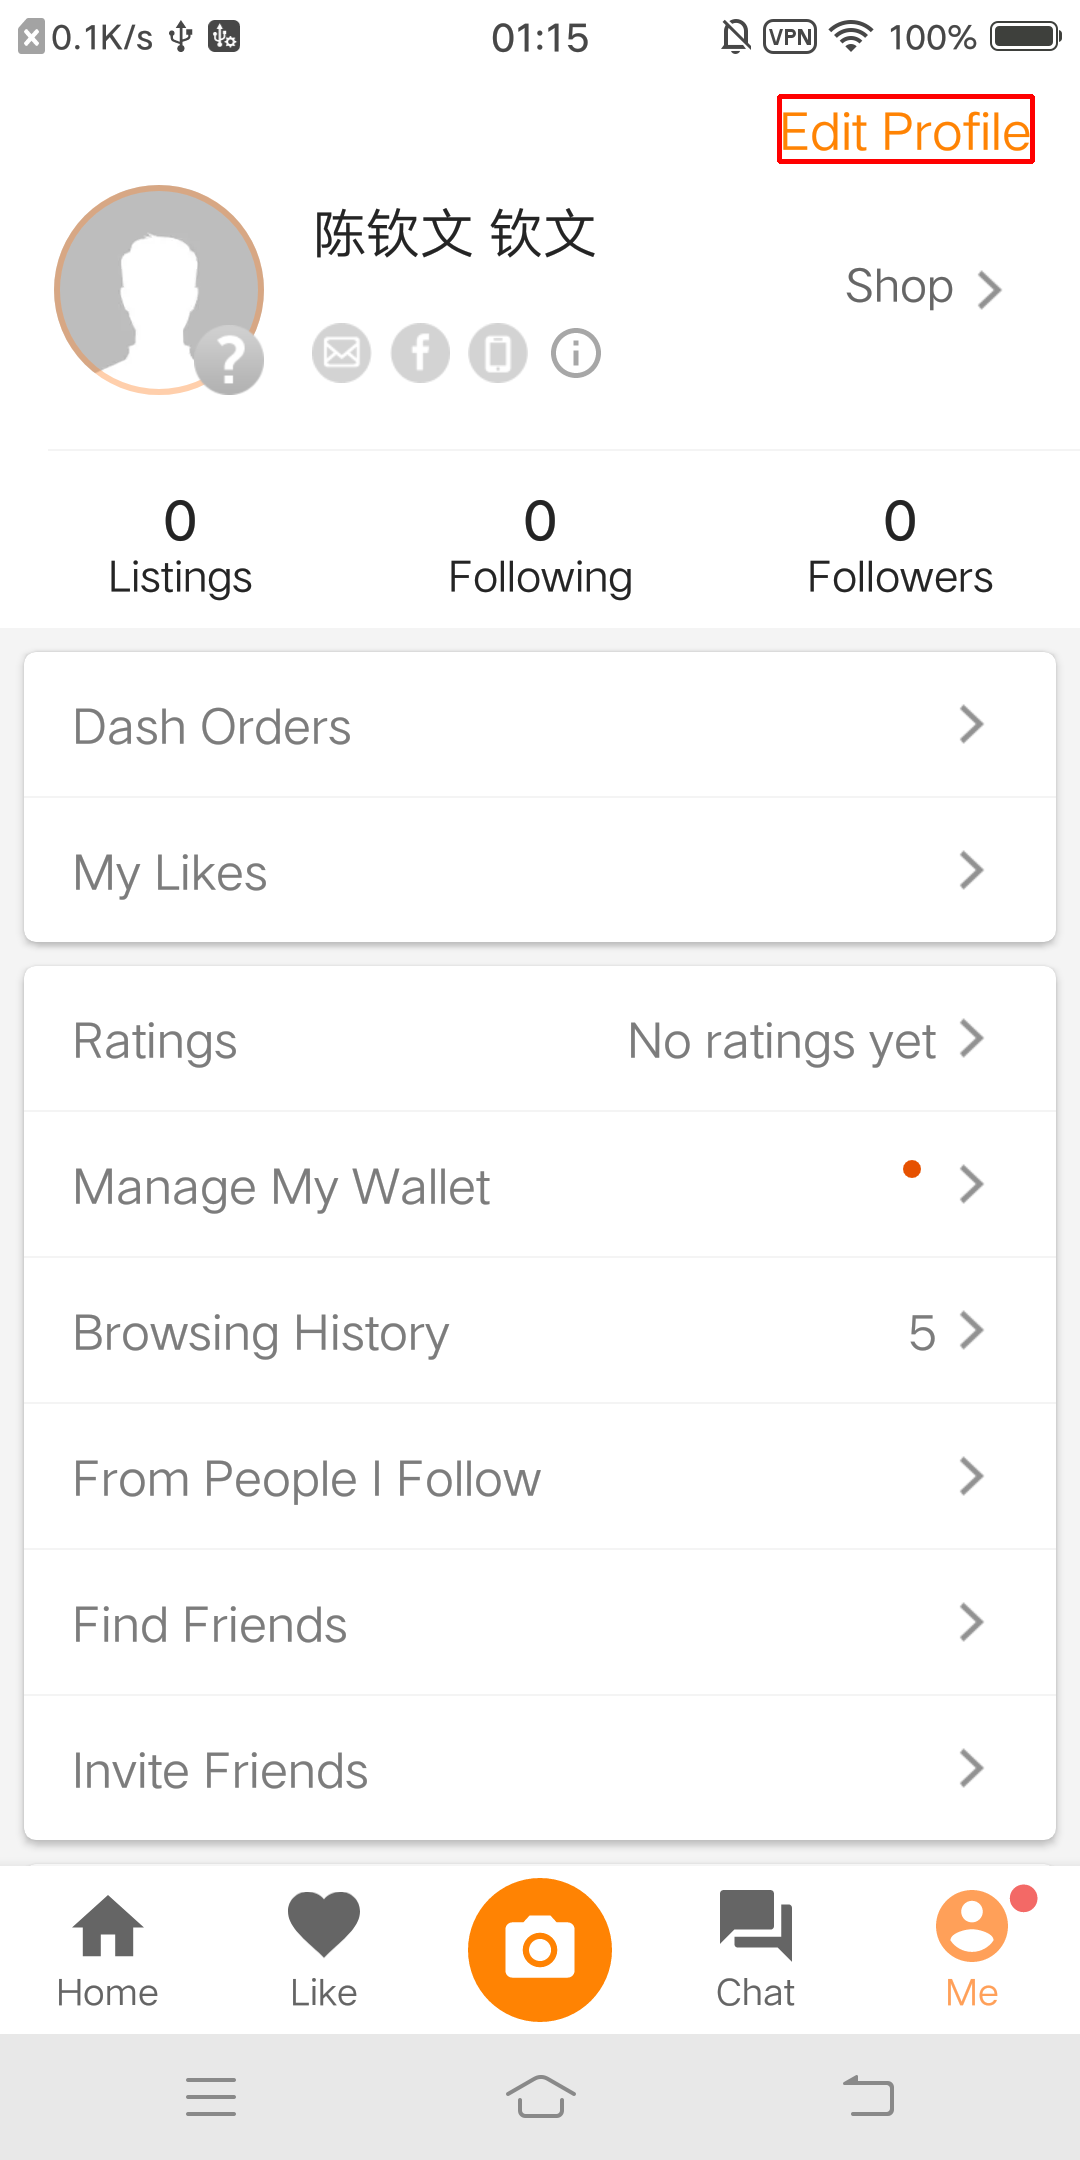 0.1K/s 01:15 VPN 100%
Edit Profile
陈钦文 钦文
Shop
0 0 0
Listings Following Followers
Dash Orders
My Likes
Ratings No ratings yet
Manage My Wallet
Browsing History 5
From People I Follow
Find Friends
Invite Friends
Home Like Chat Me